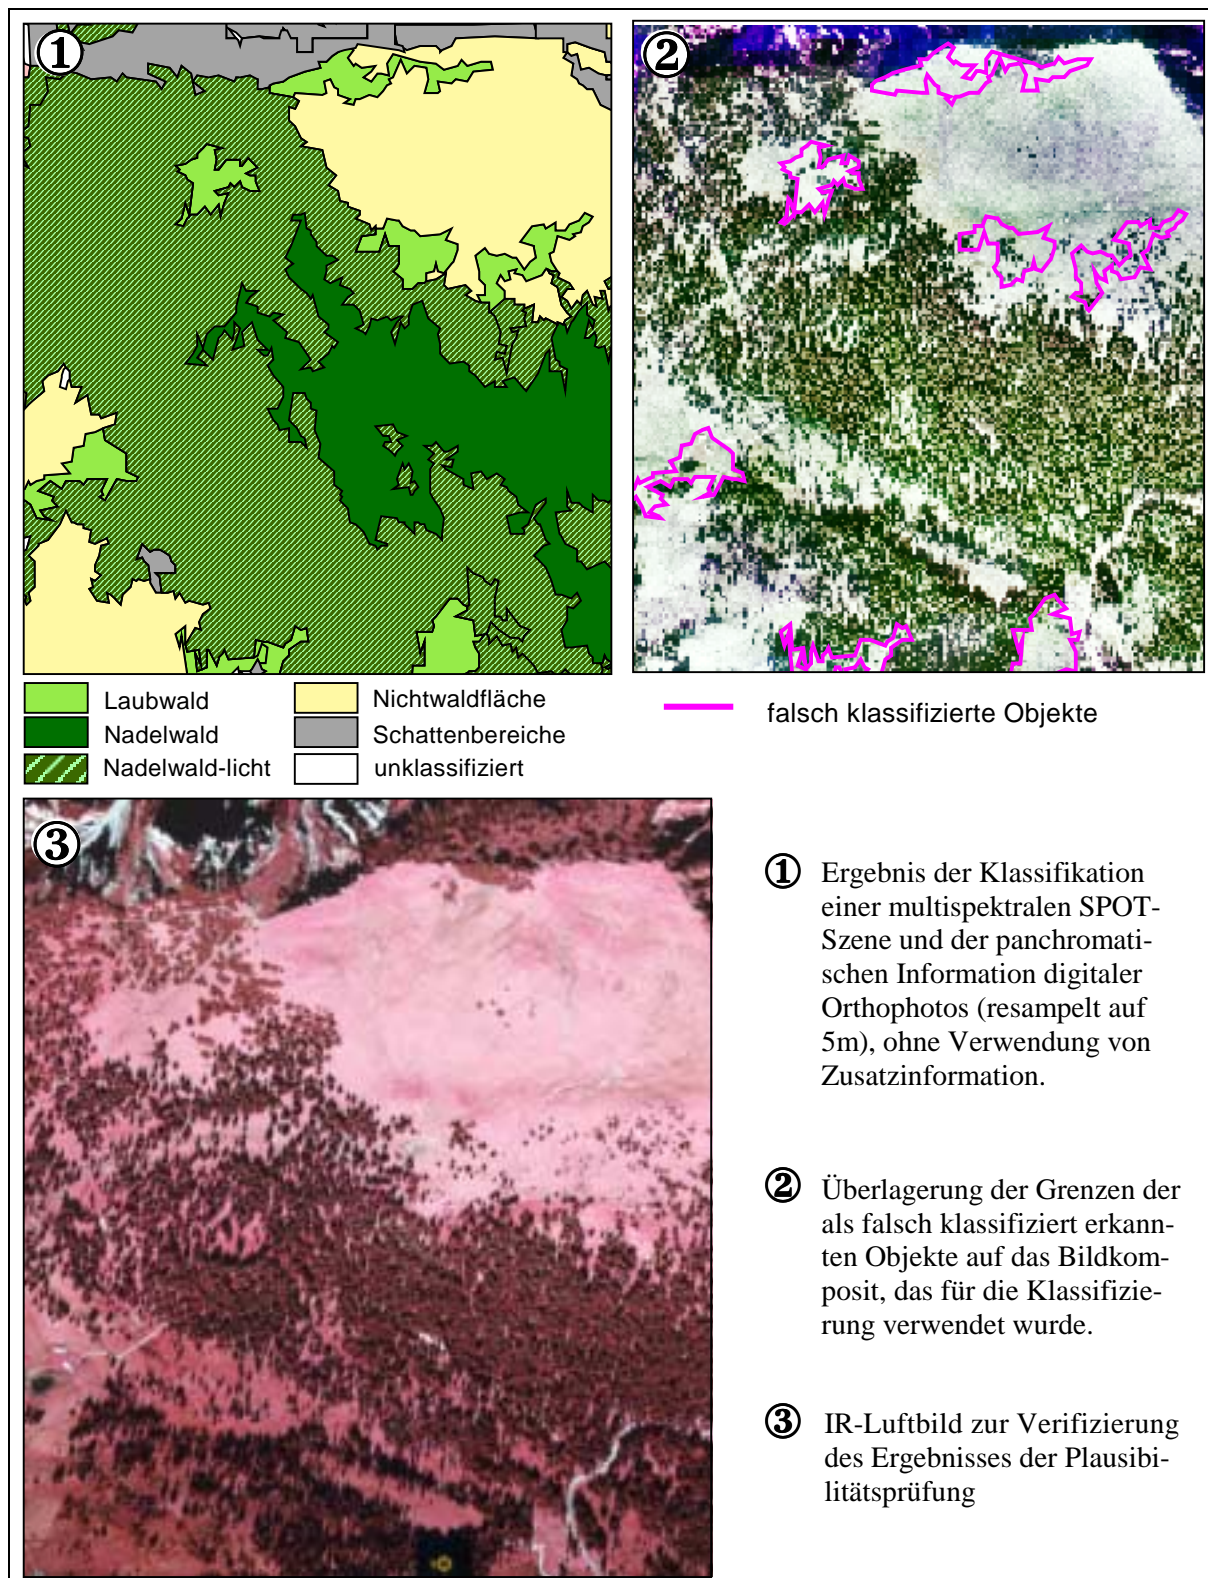 1
2
Laubwald
Nadelwald
Nadelwald-licht
Nichtwaldfläche
Schattenbereiche
unklassifiziert
falsch klassifizierte Objekte
3
1 Ergebnis der Klassifikation
einer multispektralen SPOT-
Szene und der panchromati-
schen Information digitaler
Orthophotos (resampelt auf
5m), ohne Verwendung von
Zusatzinformation.
2 Überlagerung der Grenzen der
als falsch klassifiziert erkann-
ten Objekte auf das Bildkom-
posit, das für die Klassifizie-
rung verwendet wurde.
3 IR-Luftbild zur Verifizierung
des Ergebnisses der Plausibi-
litätsprüfung